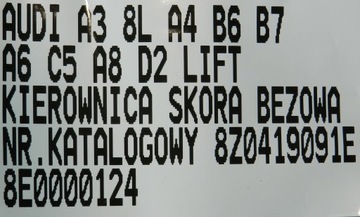 AUDI A3 8L A4 B6 B7
A6 C5 A8 D2 LIFT
KIEROWNICA SKORA BEZOWA
NR.KATALOGOWY 8Z0419091E
8E0000124